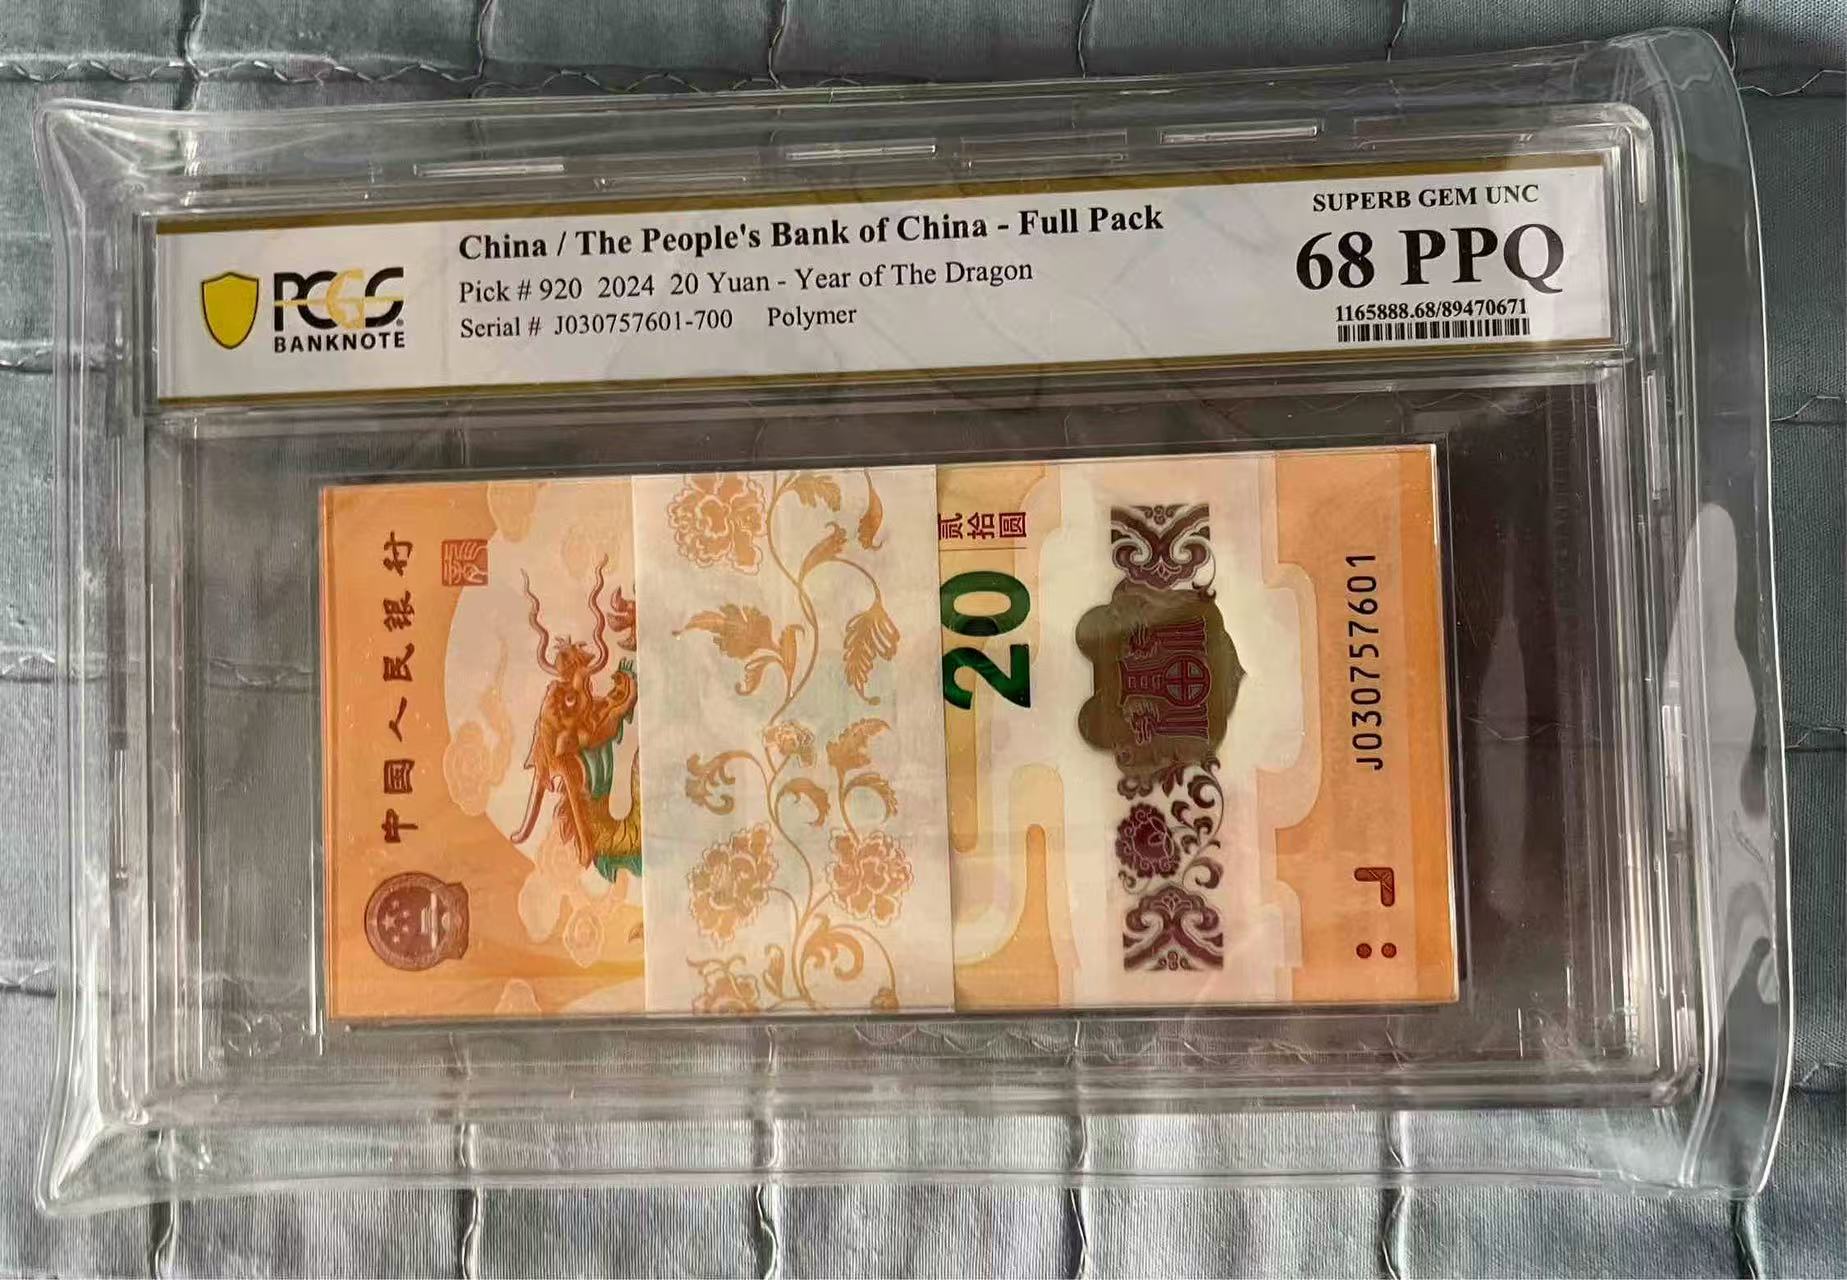 PCGS
BANKNOTE
China / The People's Bank of China - Full Pack
Pick # 920 2024 20 Yuan - Year of The Dragon
Serial # J030757601-700 Polymer
SUPERB GEM UNC
68 PPQ
1165888.68/89470671
中国人民银行
贰拾圆
20
J030757601